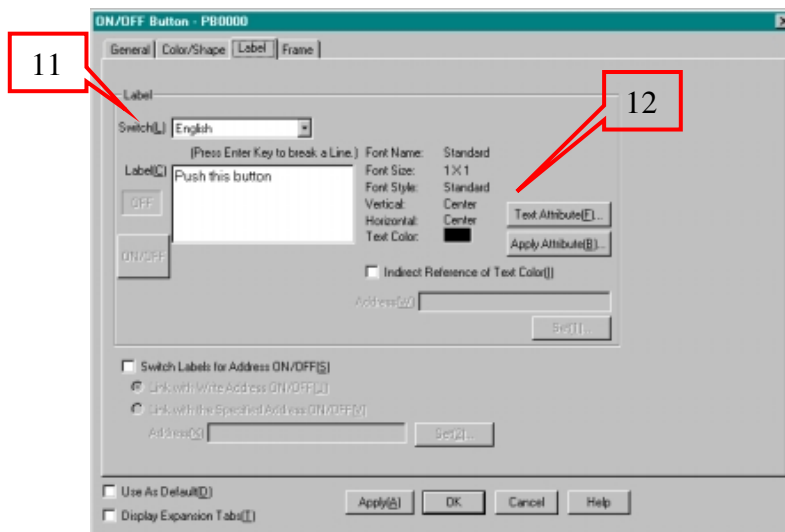 ON/OFF Button - PB0000
General Color/Shape Label Frame
11
12
Label
Switch(L) English
(Press Enter Key to break a Line.)
Label(C) Push this button
OFF
ON/OFF
Font Name: Standard
Font Size: 1×1
Font Style: Standard
Vertical: Center
Horizontal: Center
Text Color:
Text Attribute(F)...
Apply Attribute(B)...
Indirect Reference of Text Color(I)
Address(W)
Set(1)...
Switch Labels for Address ON/OFF(S)
Link with Write Address ON/OFF(J)
Link with the Specified Address ON/OFF(V)
Address(X) Set(2)...
Use As Default(D)
Display Expansion Tabs(T)
Apply(A) OK Cancel Help